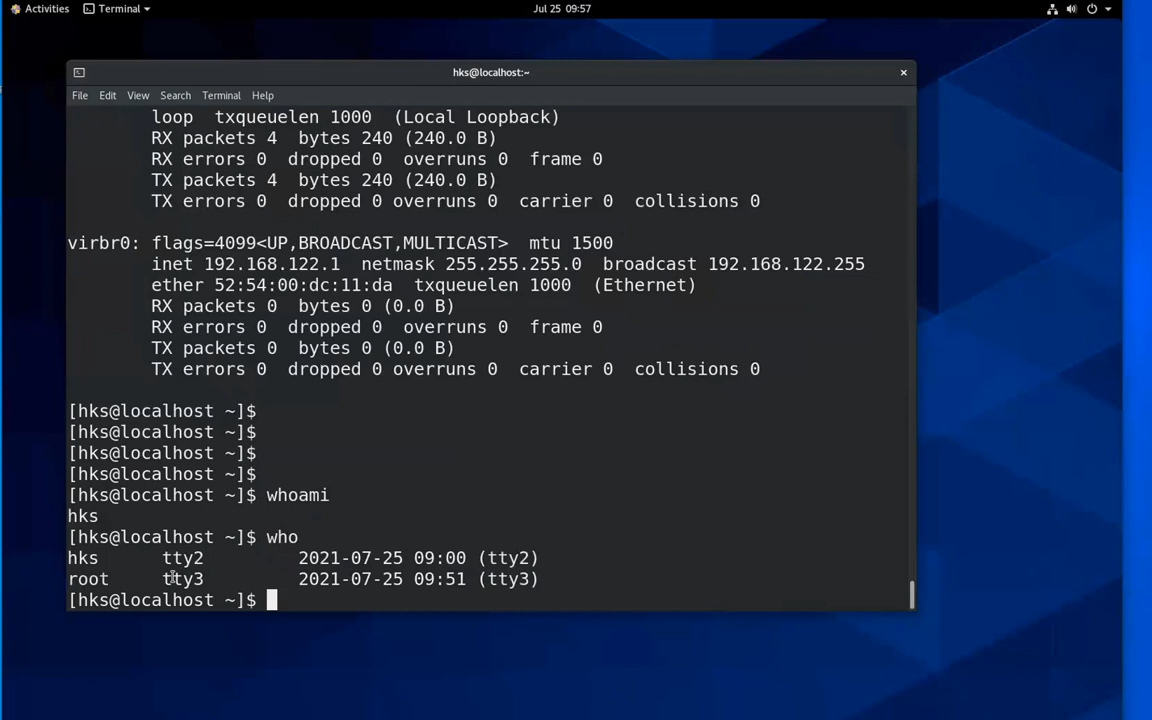 Activities Terminal Jul 25 09:57
hks@localhost:~
File Edit View Search Terminal Help
loop  txqueuelen 1000  (Local Loopback)
RX packets 4  bytes 240 (240.0 B)
RX errors 0  dropped 0  overruns 0  frame 0
TX packets 4  bytes 240 (240.0 B)
TX errors 0  dropped 0 overruns 0  carrier 0  collisions 0
virbr0: flags=4099<UP,BROADCAST,MULTICAST>  mtu 1500
inet 192.168.122.1  netmask 255.255.255.0  broadcast 192.168.122.255
ether 52:54:00:dc:11:da  txqueuelen 1000  (Ethernet)
RX packets 0  bytes 0 (0.0 B)
RX errors 0  dropped 0  overruns 0  frame 0
TX packets 0  bytes 0 (0.0 B)
TX errors 0  dropped 0 overruns 0  carrier 0  collisions 0
[hks@localhost ~]$
[hks@localhost ~]$
[hks@localhost ~]$
[hks@localhost ~]$
[hks@localhost ~]$ whoami
hks
[hks@localhost ~]$ who
hks      tty2         2021-07-25 09:00 (tty2)
root     tty3         2021-07-25 09:51 (tty3)
[hks@localhost ~]$